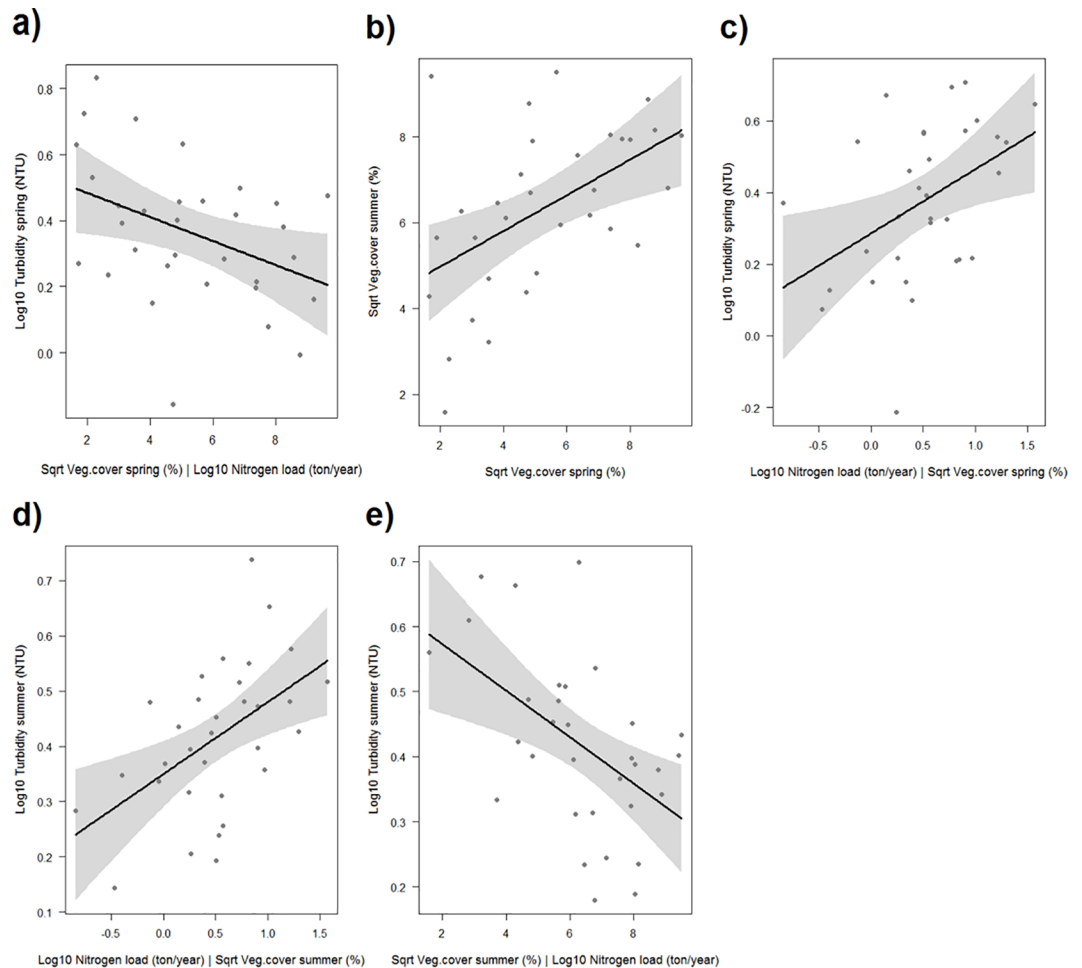 a)
b)
c)
Log10 Turbidity spring (NTU)
0.8
0.6
0.4
0.2
0.0
2 4 6 8
Sqrt Veg.cover spring (%) | Log10 Nitrogen load (ton/year)
Sqrt Veg.cover summer (%)
8
6
4
2
2 4 6 8
Sqrt Veg.cover spring (%)
Log10 Turbidity spring (NTU)
0.6
0.4
0.2
0.0
-0.2
-0.5 0.0 0.5 1.0 1.5
Log10 Nitrogen load (ton/year) | Sqrt Veg.cover spring (%)
d)
e)
Log10 Turbidity summer (NTU)
0.7
0.6
0.5
0.4
0.3
0.2
0.1
-0.5 0.0 0.5 1.0 1.5
Log10 Nitrogen load (ton/year) | Sqrt Veg.cover summer (%)
Log10 Turbidity summer (NTU)
0.7
0.6
0.5
0.4
0.3
0.2
2 4 6 8
Sqrt Veg.cover summer (%) | Log10 Nitrogen load (ton/year)